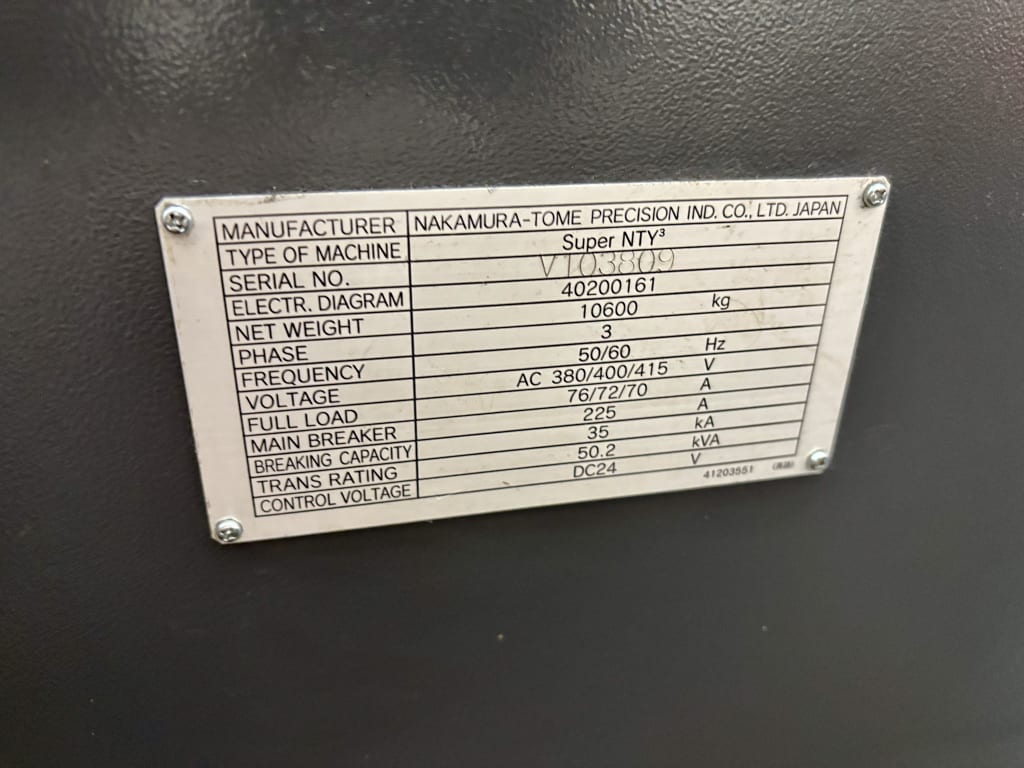 MANUFACTURER NAKAMURA-TOME PRECISION IND. CO., LTD. JAPAN
TYPE OF MACHINE Super NTY³
SERIAL NO. V103809
ELECTR. DIAGRAM 40200161
NET WEIGHT 10600 kg
PHASE 3
FREQUENCY 50/60 Hz
VOLTAGE AC 380/400/415 V
FULL LOAD 76/72/70 A
MAIN BREAKER 225 A
BREAKING CAPACITY 35 kA
TRANS RATING 50.2 kVA
CONTROL VOLTAGE DC24 V
41203551